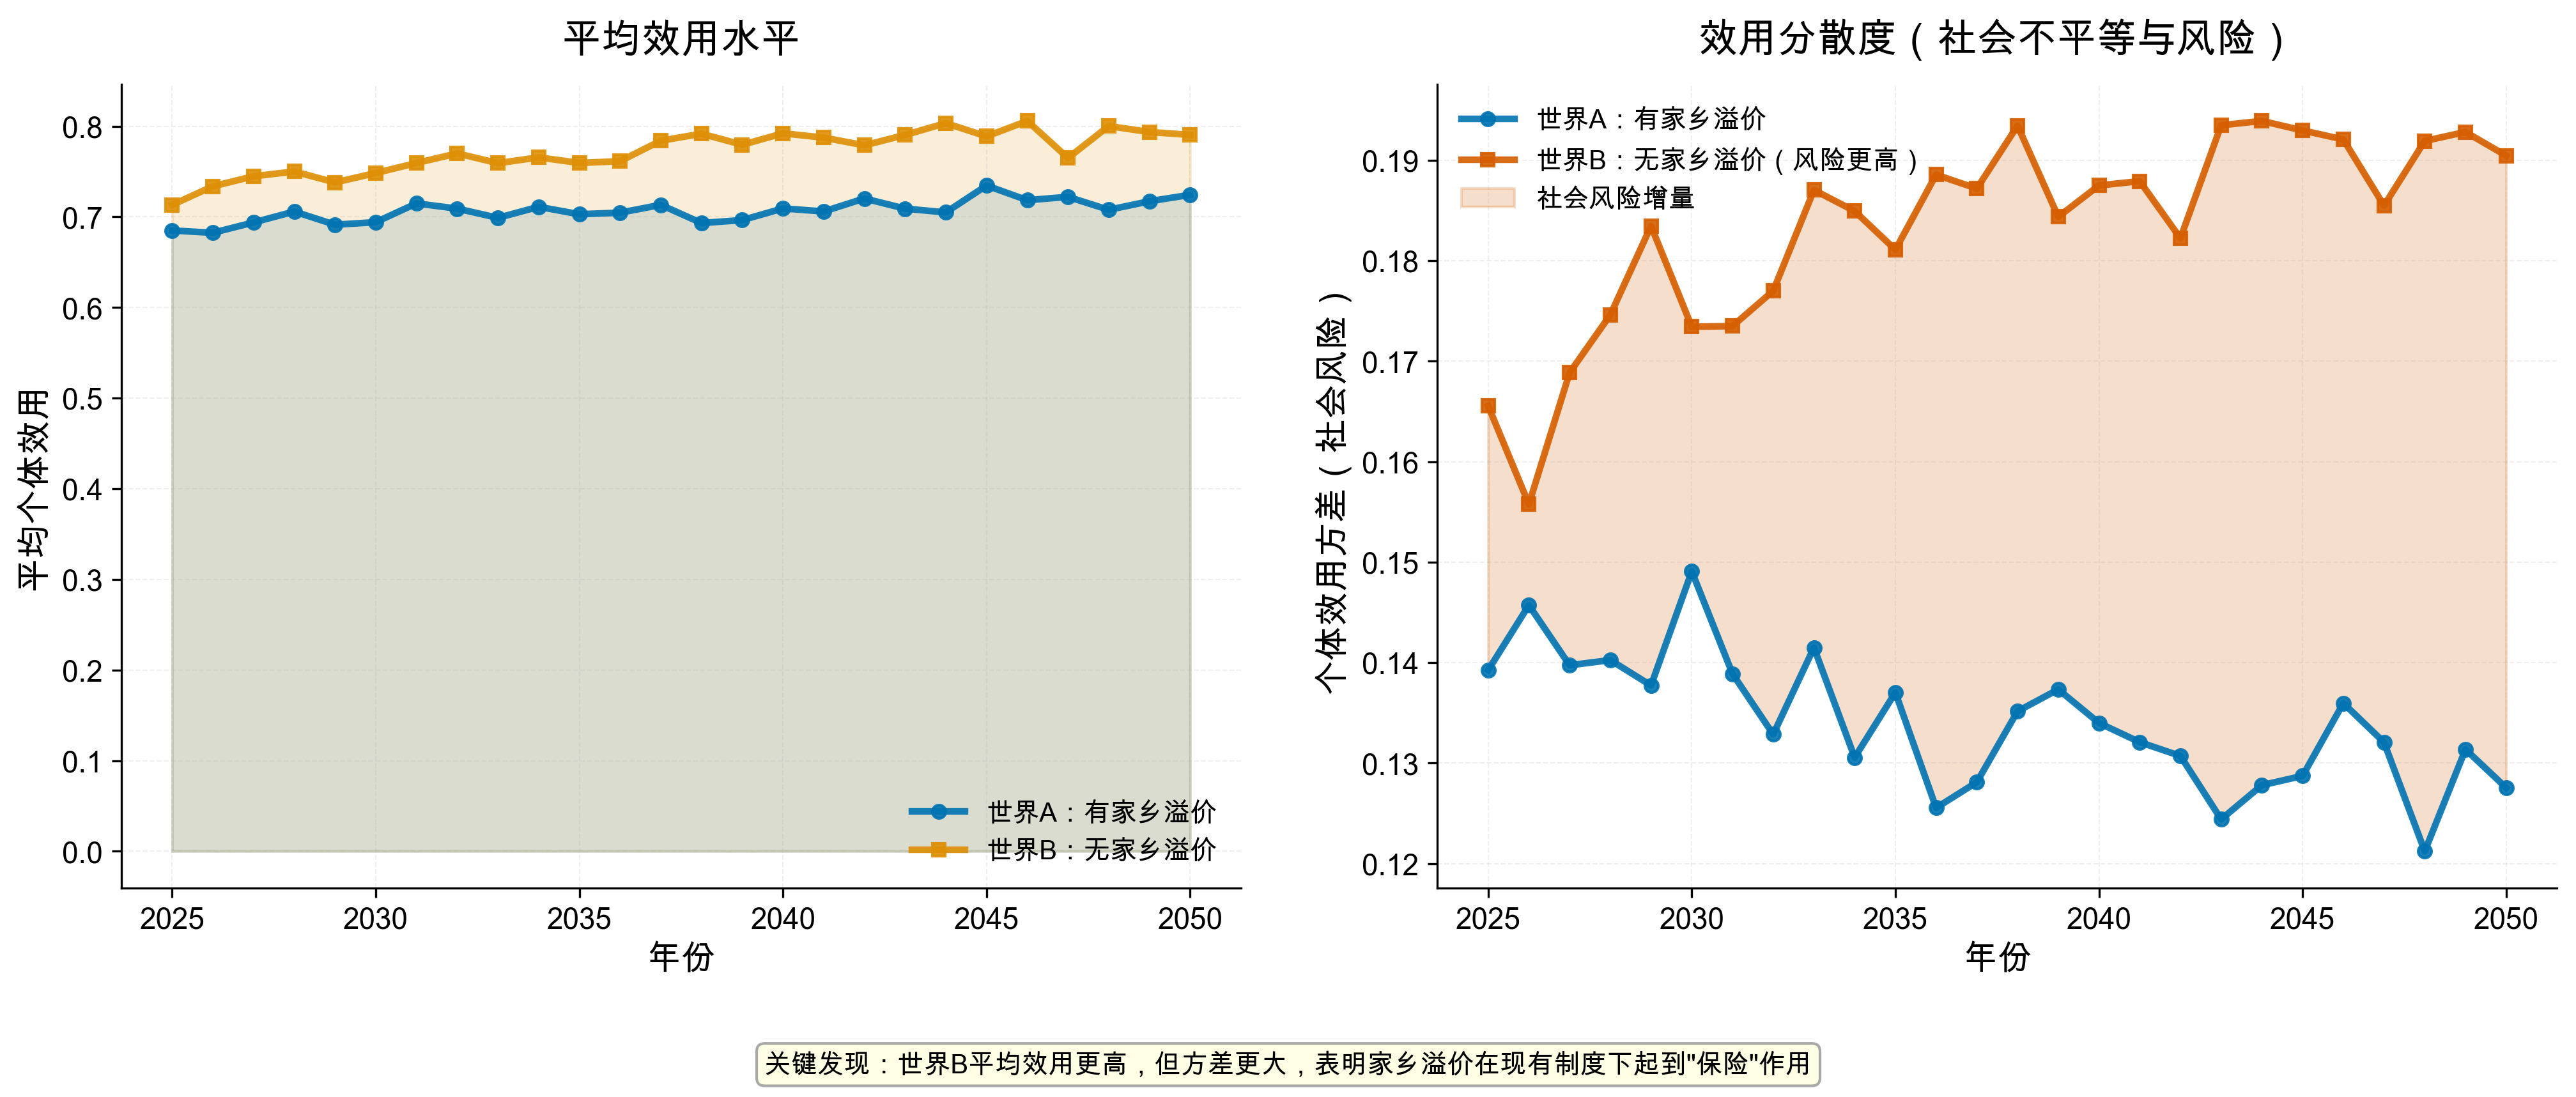 平均效用水平
平均个体效用
0.8
0.7
0.6
0.5
0.4
0.3
0.2
0.1
0.0
世界A：有家乡溢价
世界B：无家乡溢价
2025 2030 2035 2040 2045 2050
年份
效用分散度（社会不平等与风险）
个体效用方差（社会风险）
世界A：有家乡溢价
世界B：无家乡溢价（风险更高）
社会风险增量
0.19
0.18
0.17
0.16
0.15
0.14
0.13
0.12
2025 2030 2035 2040 2045 2050
年份
关键发现：世界B平均效用更高，但方差更大，表明家乡溢价在现有制度下起到"保险"作用